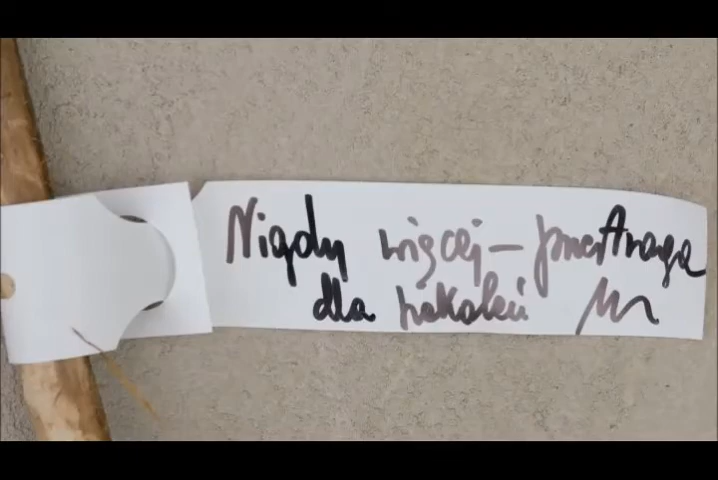 Nigdy więcej – przestroga
dla pokoleń